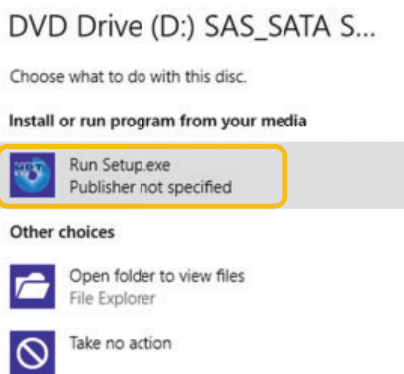 DVD Drive (D:) SAS_SATA S...
Choose what to do with this disc.
Install or run program from your media
Run Setup.exe
Publisher not specified
Other choices
Open folder to view files
File Explorer
Take no action